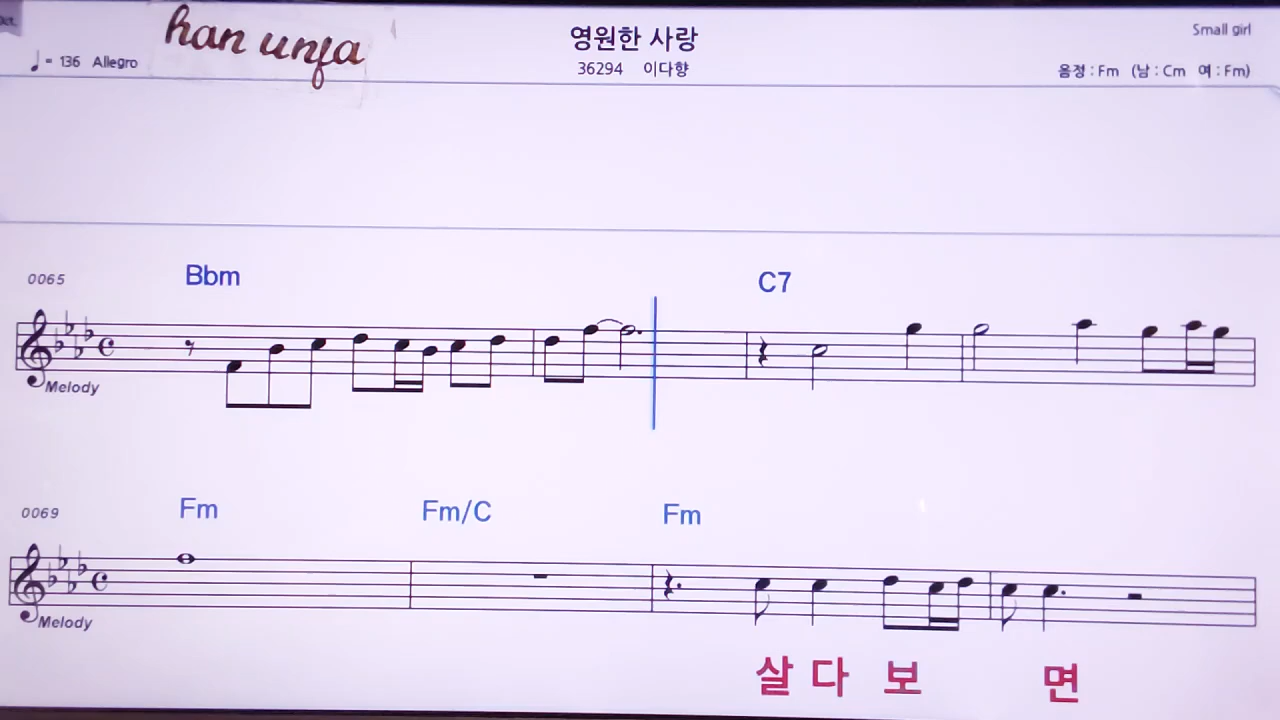 han unja
영원한 사랑
Small girl
♩= 136 Allegro
36294 이다향
음정 : Fm (남 : Cm 여 : Fm)
0065
Bbm
C7
Melody
0069
Fm
Fm/C
Fm
Melody
살 다 보 면